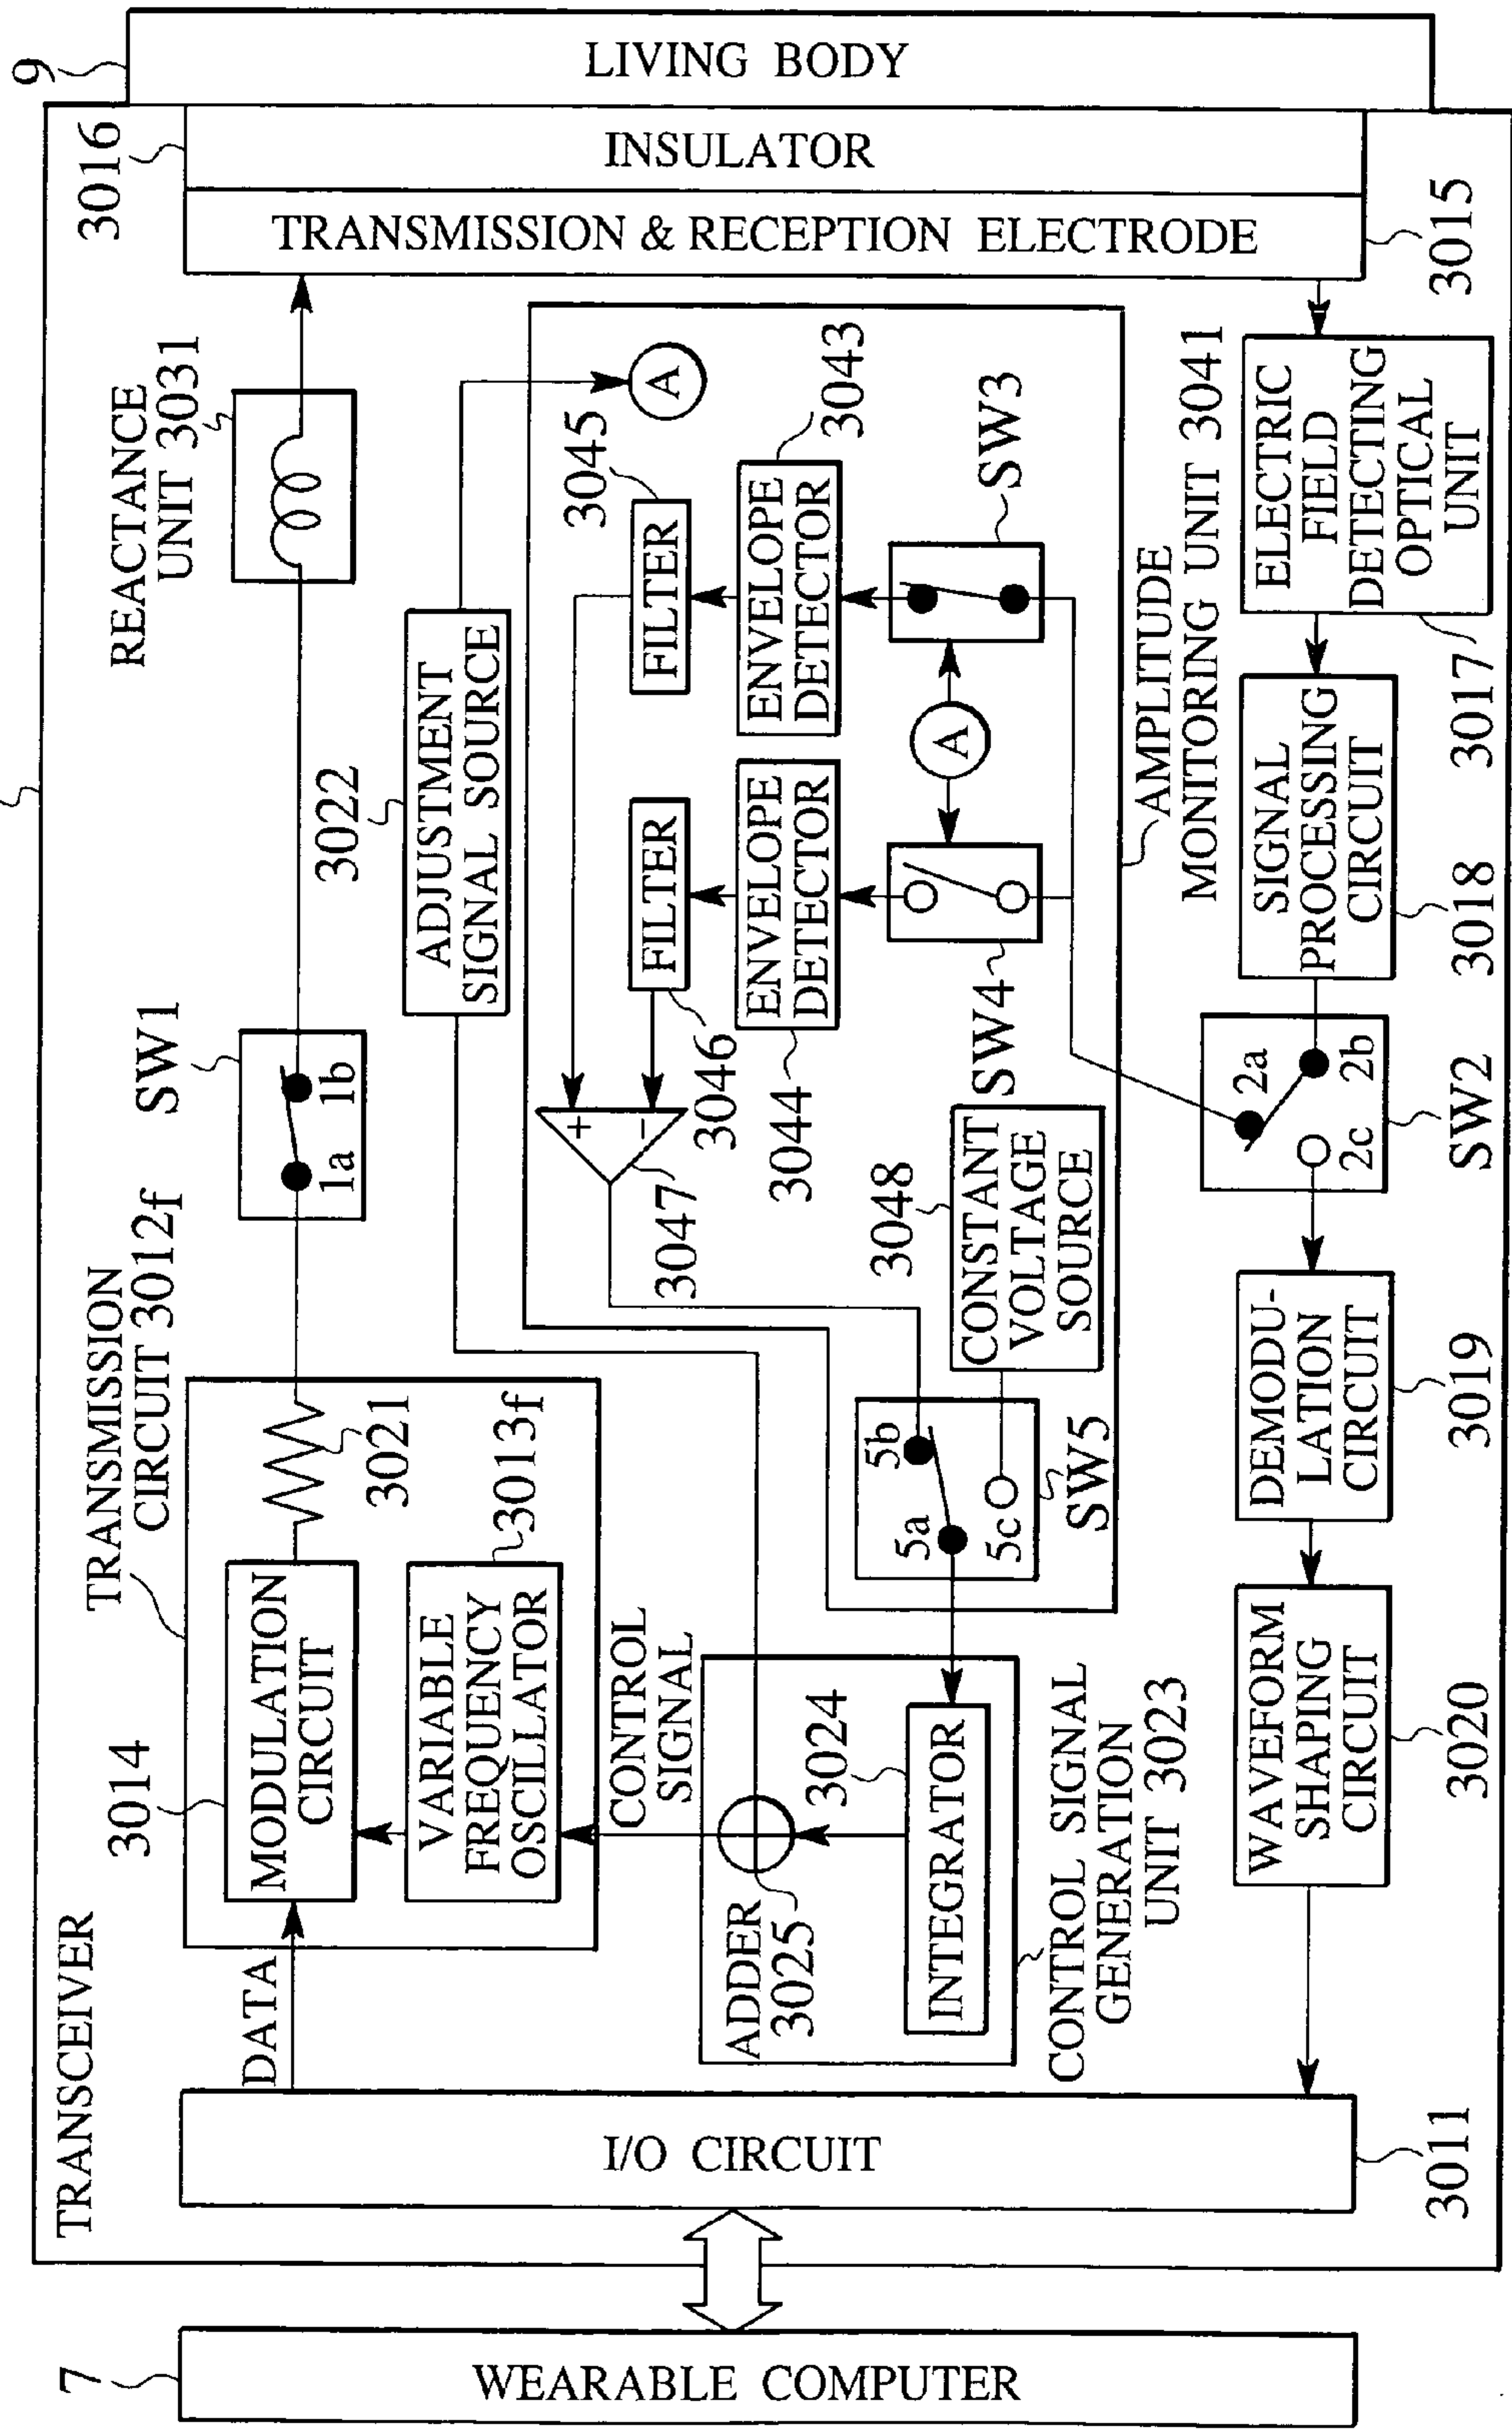 TRANSCEIVER
7
WEARABLE COMPUTER
I/O CIRCUIT
3011
DATA
TRANSMISSION
CIRCUIT 3012f
3014
MODULATION
CIRCUIT
3021
VARIABLE
FREQUENCY
OSCILLATOR
3013f
CONTROL
SIGNAL
ADDER
3025
3024
INTEGRATOR
CONTROL SIGNAL
GENERATION
UNIT 3023
SW1
1a
1b
REACTANCE
UNIT 3031
3022
ADJUSTMENT
SIGNAL SOURCE
A
3045
FILTER
3043
ENVELOPE
DETECTOR
SW3
A
FILTER
3046
ENVELOPE
DETECTOR
3044
SW4
+
−
3047
3048
CONSTANT
VOLTAGE
SOURCE
5b
5a
5c
SW5
AMPLITUDE
MONITORING UNIT 3041
9
LIVING BODY
3016
INSULATOR
TRANSMISSION & RECEPTION ELECTRODE
3015
ELECTRIC
FIELD
DETECTING
OPTICAL
UNIT
3017
SIGNAL
PROCESSING
CIRCUIT
3018
2a
2b
2c
SW2
DEMODU-
LATION
CIRCUIT
3019
WAVEFORM
SHAPING
CIRCUIT
3020